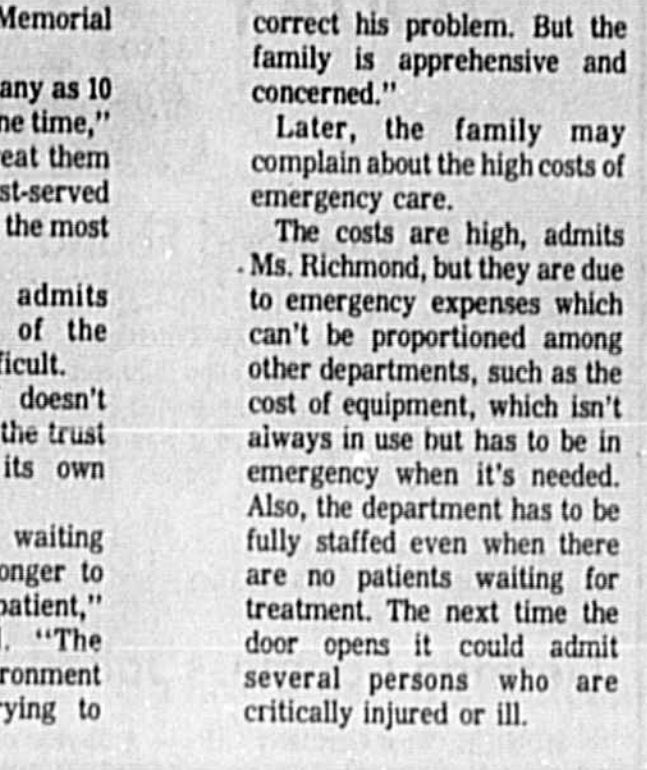 Memorial
any as 10
time,"
them
st-served
the most
admits
of the
doesn't
the trust
its own
waiting
to
patient,"
"The
to
correct his problem. But the
family is apprehensive and
concerned."
Later, the family may
complain about the high costs of
emergency care.
The costs are high, admits
Ms. Richmond, but they are due
to emergency expenses which
can't be proportioned among
other departments, such as the
cost of equipment, which isn't
always in use but has to be in
emergency when it's needed.
Also, the department has to be
fully staffed even when there
are no patients waiting for
treatment. The next time the
door opens it could admit
several persons who are
critically injured or ill.